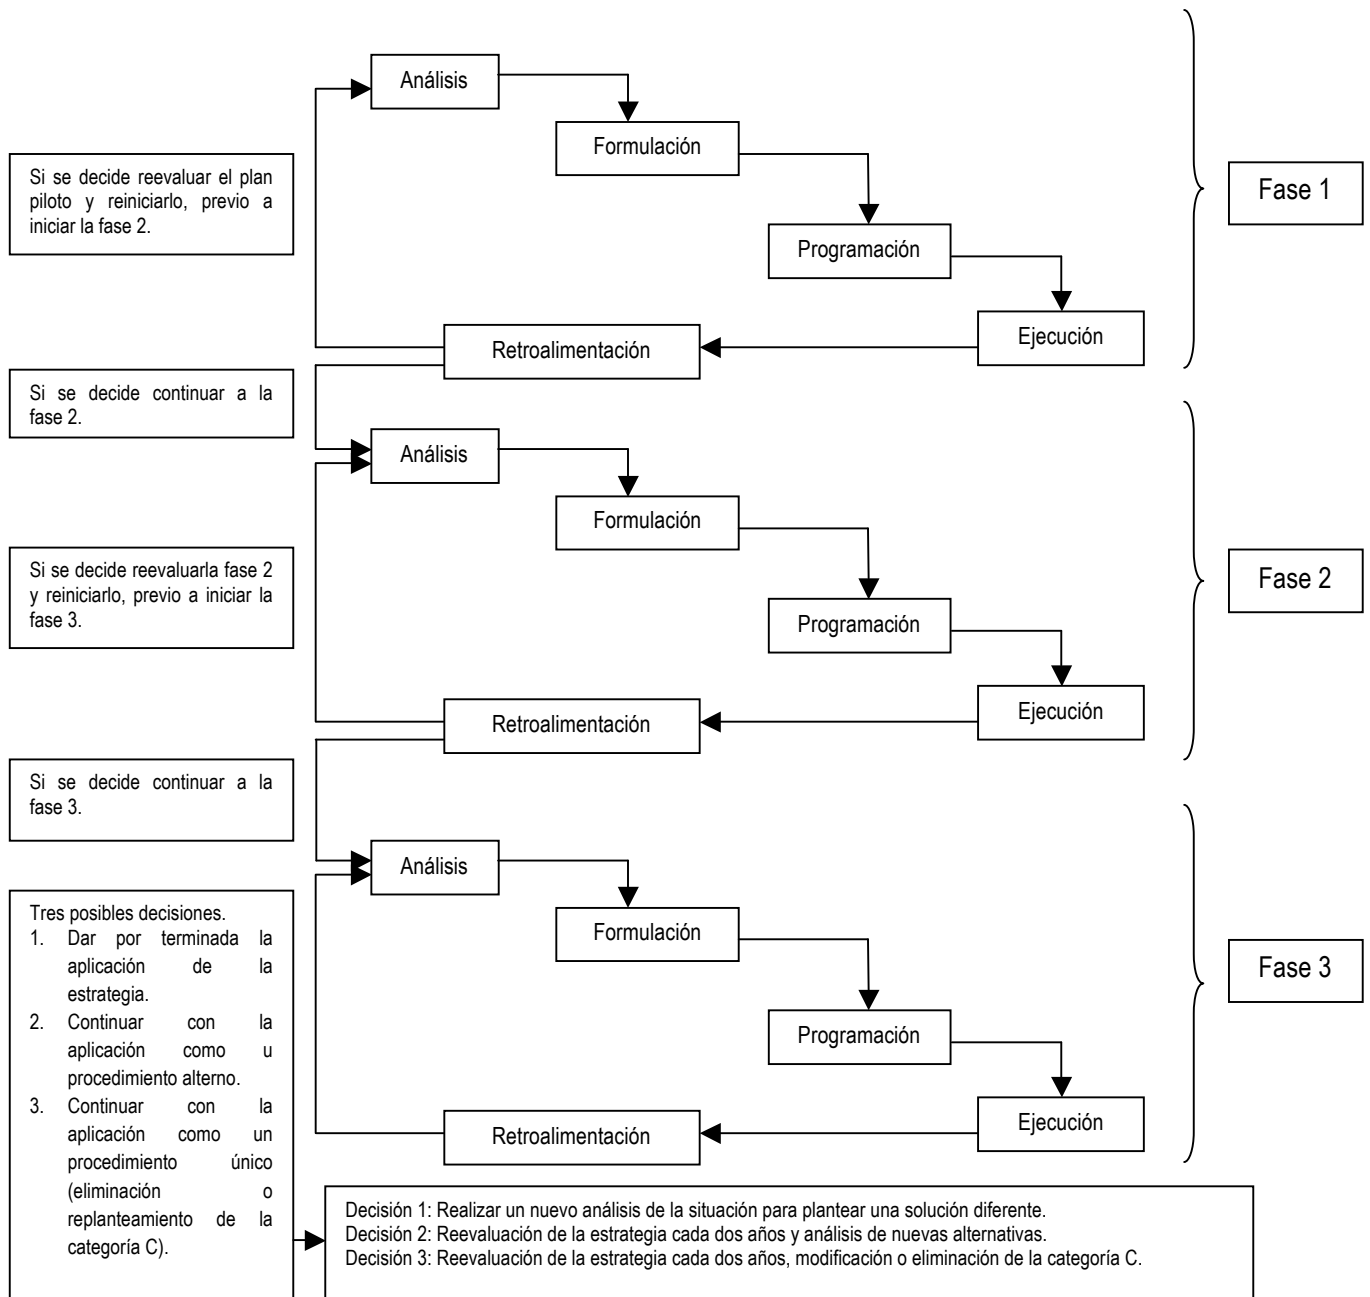 Análisis
Formulación
Si se decide reevaluar el plan
piloto y reiniciarlo, previo a
iniciar la fase 2.
Fase 1
Programación
Ejecución
Retroalimentación
Si se decide continuar a la
fase 2.
Análisis
Formulación
Si se decide reevaluarla fase 2
y reiniciarlo, previo a iniciar la
fase 3.
Fase 2
Programación
Ejecución
Retroalimentación
Si se decide continuar a la
fase 3.
Análisis
Formulación
Fase 3
Programación
Ejecución
Retroalimentación
Tres posibles decisiones.
1. Dar por terminada la
aplicación de la
estrategia.
2. Continuar con la
aplicación como u
procedimiento alterno.
3. Continuar con la
aplicación como un
procedimiento único
(eliminación o
replanteamiento de la
categoría C).
Decisión 1: Realizar un nuevo análisis de la situación para plantear una solución diferente.
Decisión 2: Reevaluación de la estrategia cada dos años y análisis de nuevas alternativas.
Decisión 3: Reevaluación de la estrategia cada dos años, modificación o eliminación de la categoría C.